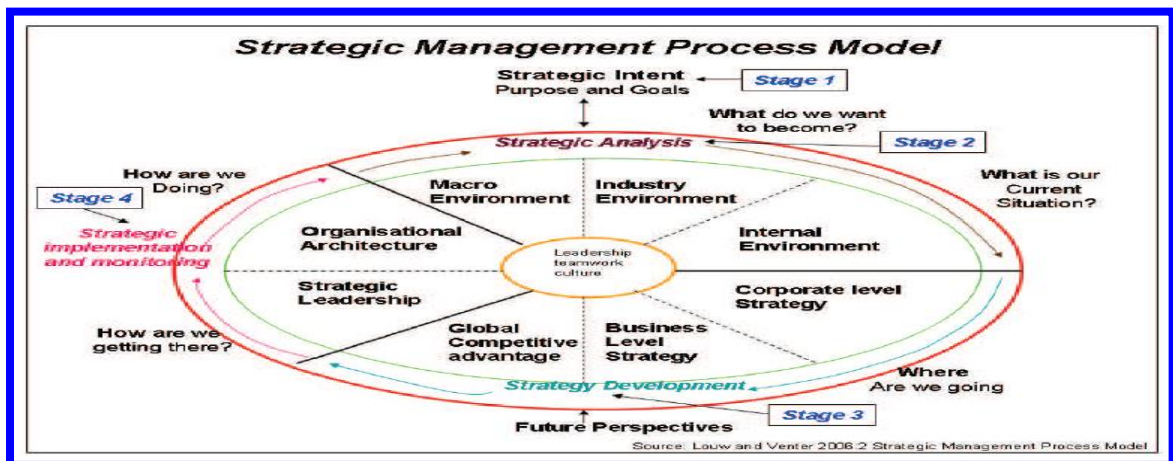 Strategic Management Process Model
Strategic Intent
Purpose and Goals
Stage 1
What do we want
to become?
Strategic Analysis
Stage 2
How are we
Doing?
What is our
Current
Situation?
Stage 4
Macro
Environment
Industry
Environment
Strategic
implementation
and monitoring
Organisational
Architecture
Internal
Environment
Leadership
teamwork
culture
Strategic
Leadership
Corporate level
Strategy
How are we
getting there?
Global
Competitive
advantage
Business
Level
Strategy
Where
Are we going
Strategy Development
Stage 3
Future Perspectives
Source: Louw and Venter 2006:2 Strategic Management Process Model